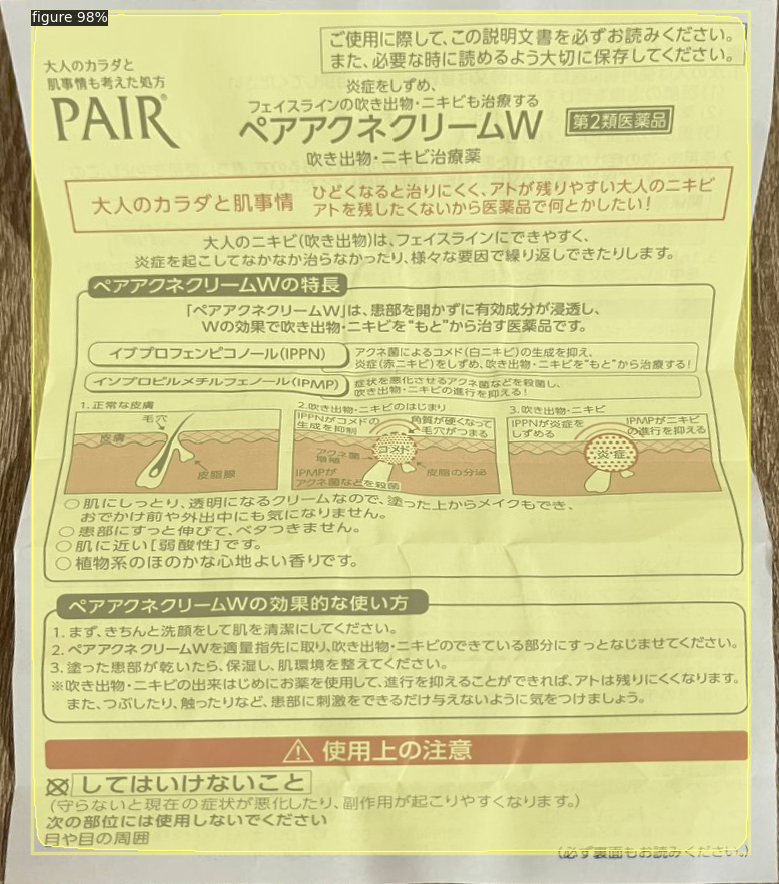 figure 98%
ご使用に際して、この説明文書を必ずお読みください。
また、必要な時に読めるよう大切に保存してください。
大人のカラダと
肌事情も考えた処方
PAIR®
炎症をしずめ、
フェイスラインの吹き出物・ニキビも治療する
ペアアクネクリームW
第2類医薬品
吹き出物・ニキビ治療薬
大人のカラダと肌事情
ひどくなると治りにくく、アトが残りやすい大人のニキビ
アトを残したくないから医薬品で何とかしたい!
大人のニキビ(吹き出物)は、フェイスラインにできやすく、
炎症を起こしてなかなか治らなかったり、様々な要因で繰り返しできたりします。
ペアアクネクリームWの特長
「ペアアクネクリームW」は、患部を開かずに有効成分が浸透し、
Wの効果で吹き出物・ニキビを“もと”から治す医薬品です。
イブプロフェンピコノール(IPPN)
アクネ菌によるコメド(白ニキビ)の生成を抑え、
炎症(赤ニキビ)をしずめ、吹き出物・ニキビを“もと”から治療する!
イソプロピルメチルフェノール(IPMP)
症状を悪化させるアクネ菌などを殺菌し、
吹き出物・ニキビの進行を抑える!
1.正常な皮膚
毛穴
皮膚
皮脂腺
2.吹き出物・ニキビのはじまり
IPPNがコメドの
生成を抑制
角質が硬くなって
毛穴がつまる
コメド
アクネ菌
増殖
IPMPが
アクネ菌などを殺菌
皮脂の分泌
3.吹き出物・ニキビ
IPPNが炎症を
しずめる
IPMPがニキビ
の進行を抑える
炎・症
○肌にしっとり、透明になるクリームなので、塗った上からメイクもでき、
おでかけ前や外出中にも気になりません。
○患部にすっと伸びて、ベタつきません。
○肌に近い[弱酸性]です。
○植物系のほのかな心地よい香りです。
ペアアクネクリームWの効果的な使い方
1.まず、きちんと洗顔をして肌を清潔にしてください。
2.ペアアクネクリームWを適量指先に取り、吹き出物・ニキビのできている部分にすっとなじませてください。
3.塗った患部が乾いたら、保湿し、肌環境を整えてください。
※吹き出物・ニキビの出来はじめにお薬を使用して、進行を抑えることができれば、アトは残りにくくなります。
また、つぶしたり、触ったりなど、患部に刺激をできるだけ与えないように気をつけましょう。
使用上の注意
してはいけないこと
(守らないと現在の症状が悪化したり、副作用が起こりやすくなります。)
次の部位には使用しないでください
目や目の周囲
(必ず裏面もお読みください。)